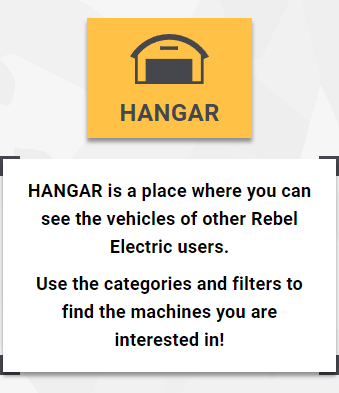 HANGAR
HANGAR is a place where you can
see the vehicles of other Rebel
Electric users.
Use the categories and filters to
find the machines you are
interested in!